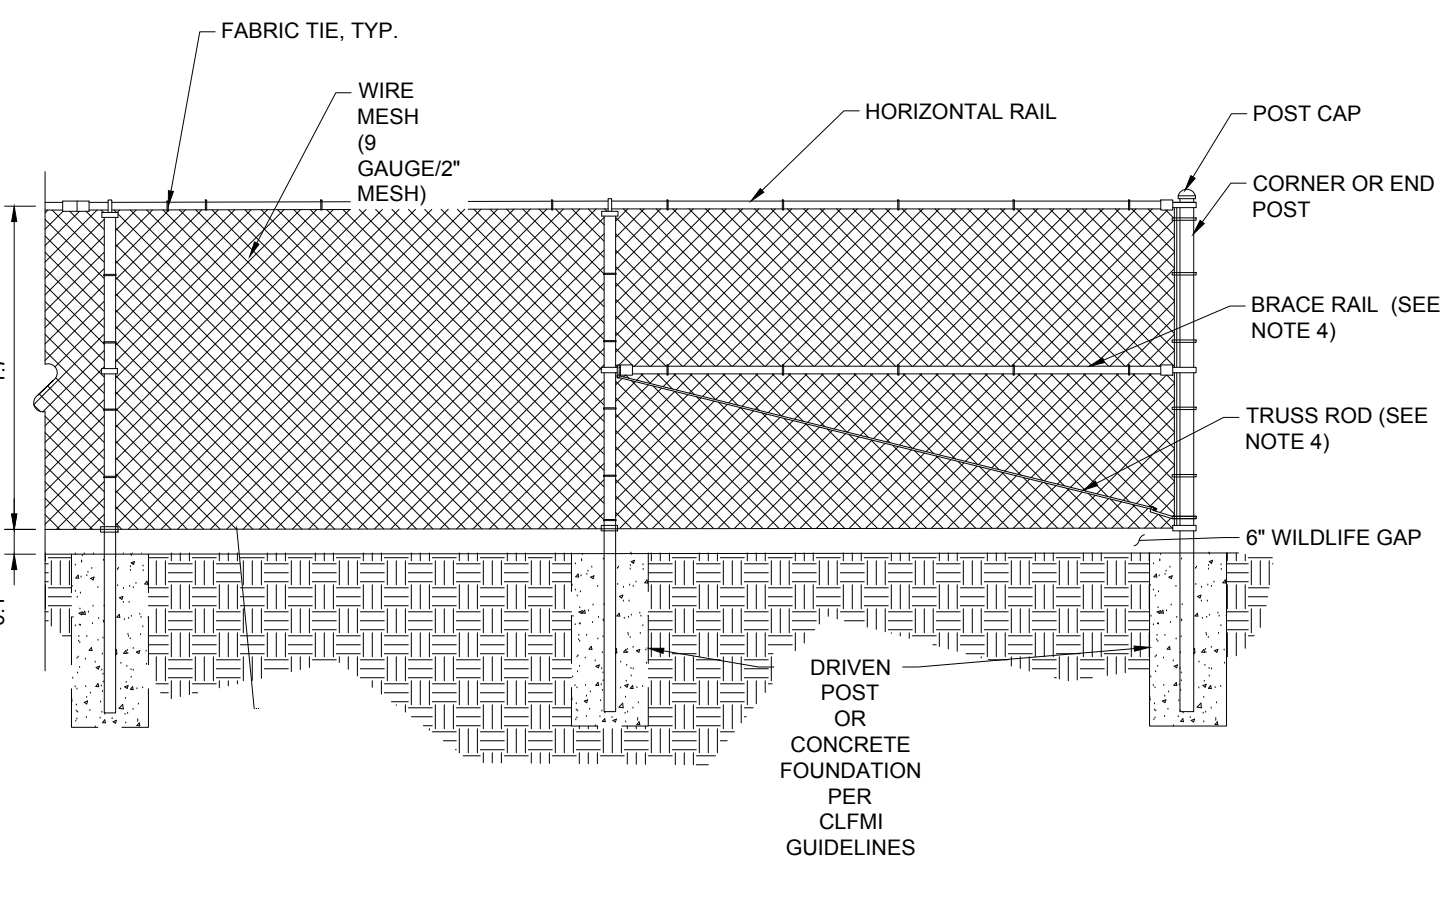 FABRIC TIE, TYP.
WIRE
MESH
(9
GAUGE/2"
MESH)
HORIZONTAL RAIL
POST CAP
CORNER OR END
POST
BRACE RAIL (SEE
NOTE 4)
TRUSS ROD (SEE
NOTE 4)
6" WILDLIFE GAP
DRIVEN
POST
OR
CONCRETE
FOUNDATION
PER
CLFMI
GUIDELINES